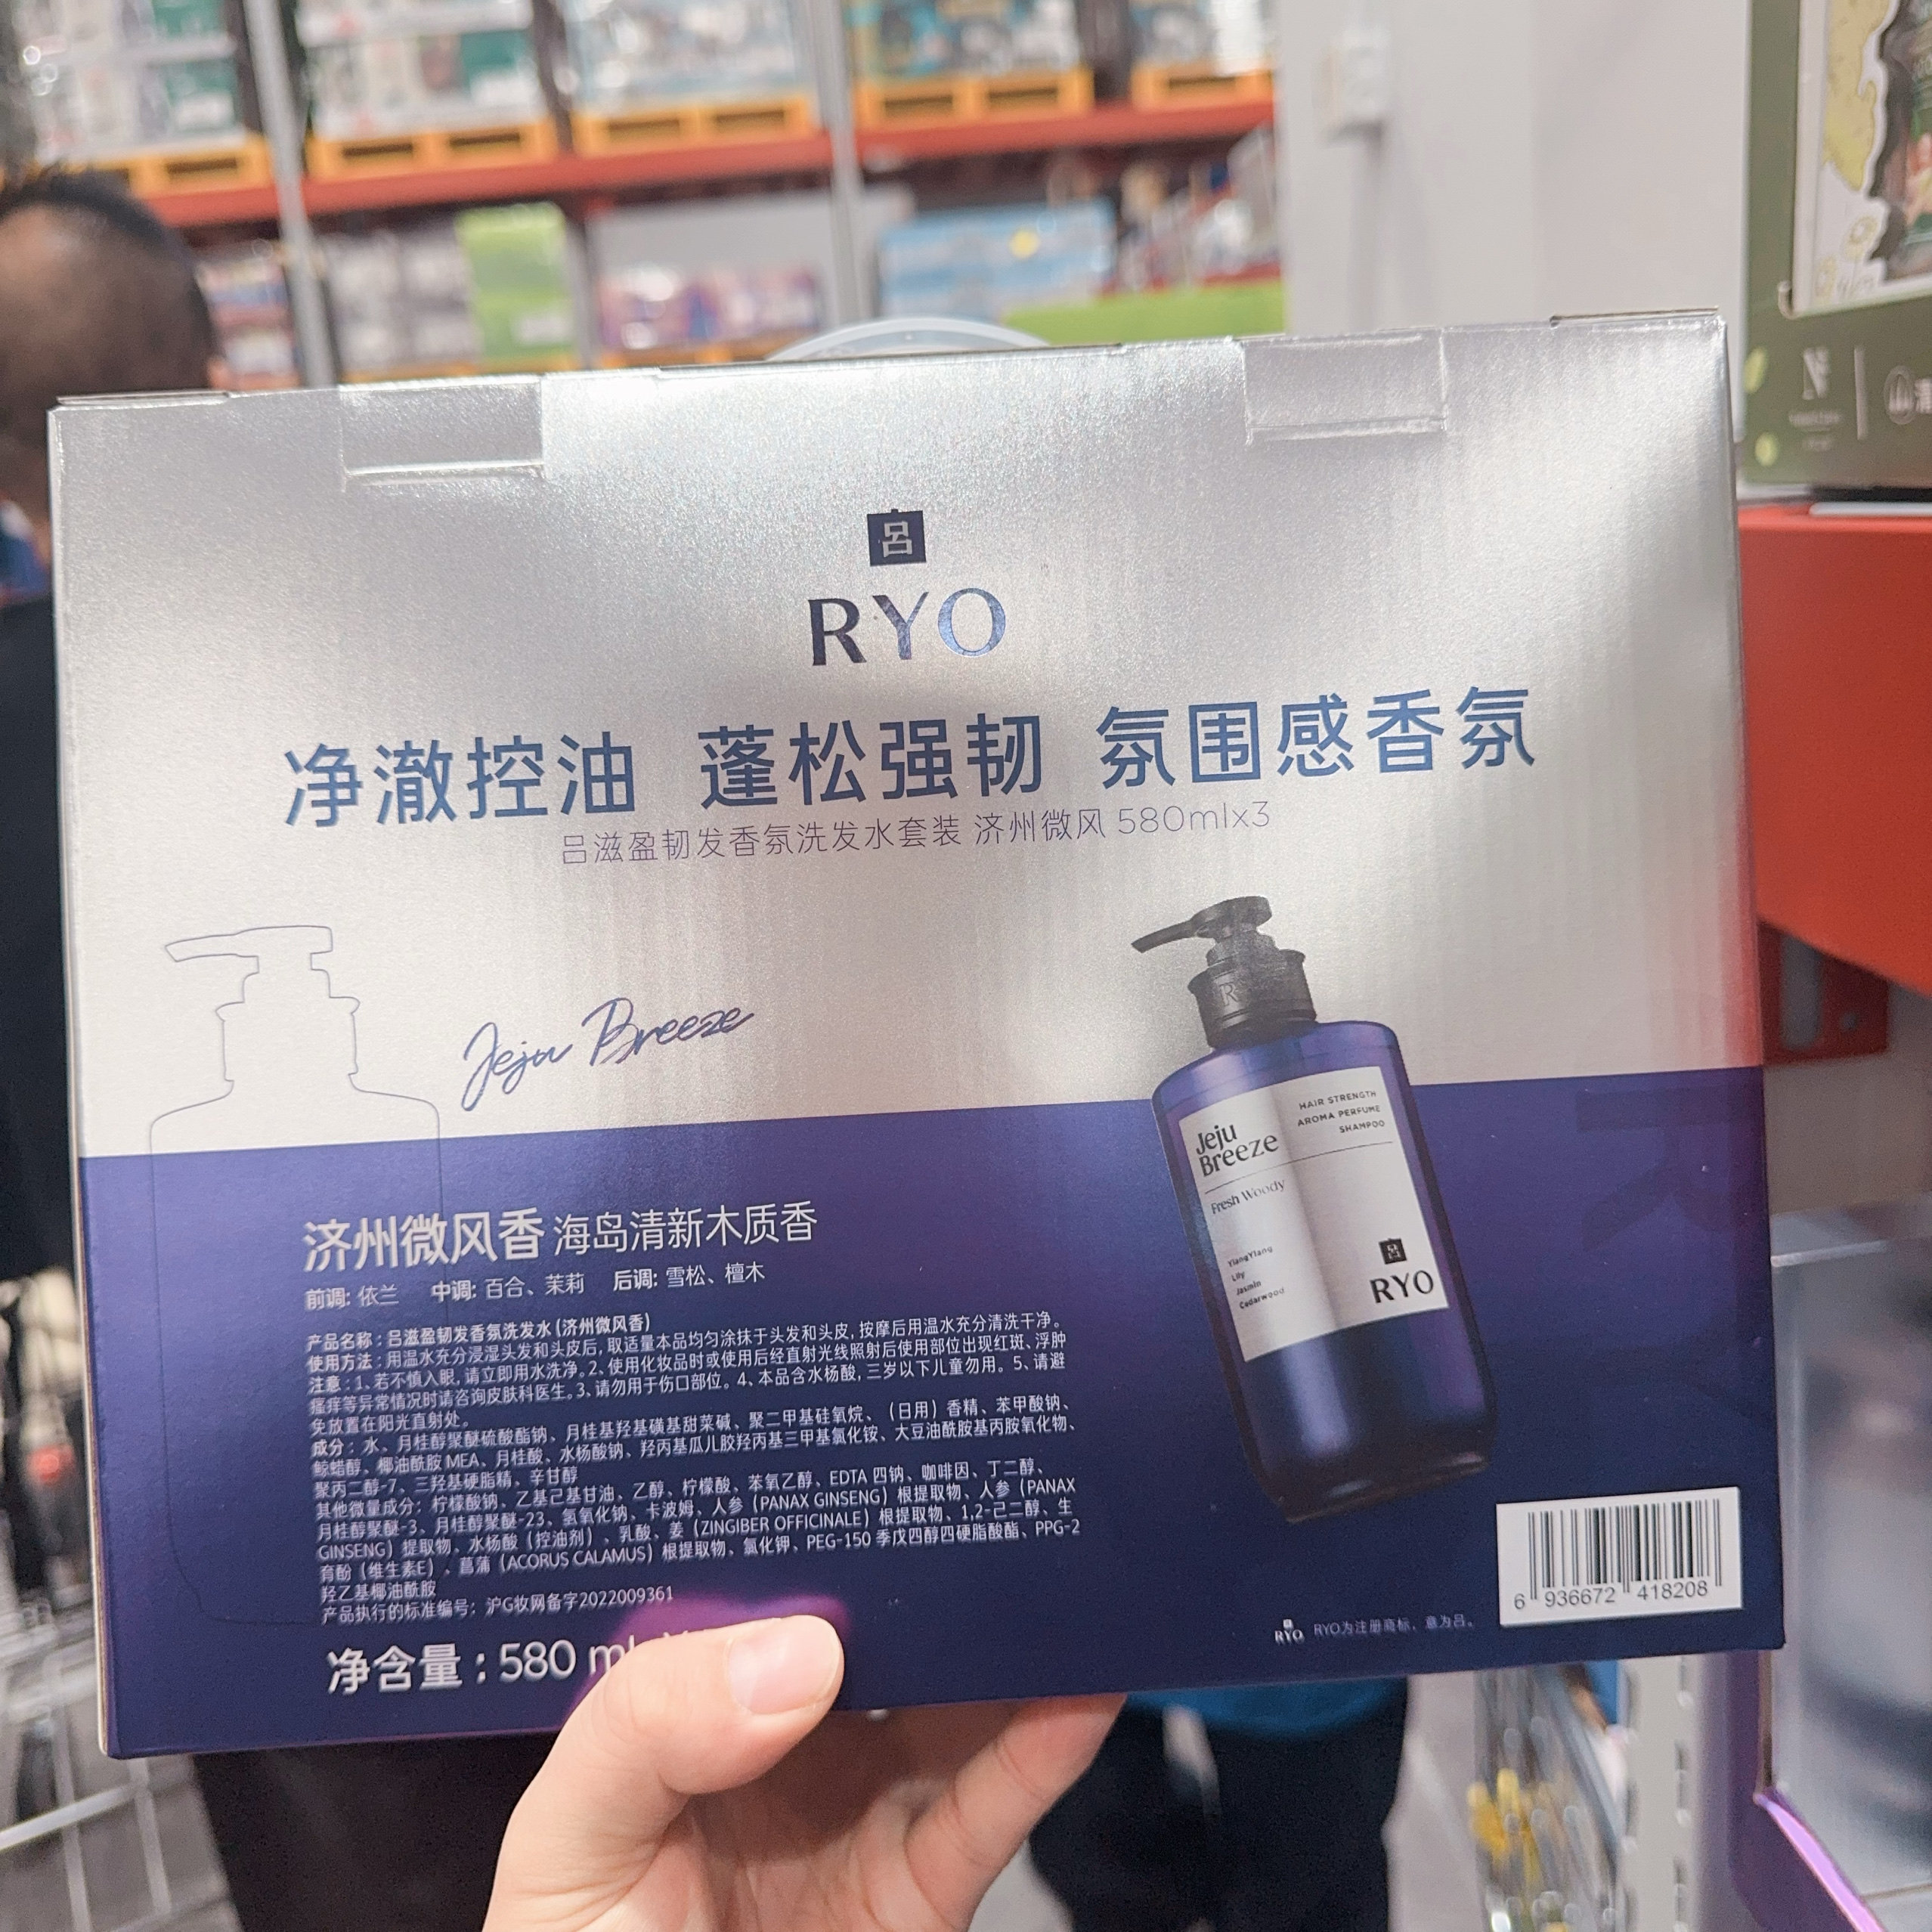 吕
RYO
净澈控油 蓬松强韧 氛围感香氛
吕滋盈韧发香氛洗发水套装 济州微风 580mlx3
Jeju Breeze
HAIR STRENGTH
AROMA PERFUME
SHAMPOO
Jeju
Breeze
Fresh Woody
YlangYlang
Lily
Jasmin
Cedarwood
吕
RYO
济州微风香 海岛清新木质香
前调: 依兰 中调: 百合、茉莉 后调: 雪松、檀木
产品名称：吕滋盈韧发香氛洗发水 (济州微风香)
使用方法：用温水充分浸湿头发和头皮后, 取适量本品均匀涂抹于头发和头皮, 按摩后用温水充分清洗干净。
注意：1、若不慎入眼, 请立即用水洗净。2、使用化妆品时或使用后经直射光线照射后使用部位出现红斑、浮肿
瘙痒等异常情况时请咨询皮肤科医生。3、请勿用于伤口部位。4、本品含水杨酸, 三岁以下儿童勿用。5、请避
免放置在阳光直射处。
成分：水、月桂醇聚醚硫酸酯钠、月桂基羟基磺基甜菜碱、聚二甲基硅氧烷、（日用）香精、苯甲酸钠、
鲸蜡醇、椰油酰胺 MEA、月桂酸、水杨酸钠、羟丙基瓜儿胶羟丙基三甲基氯化铵、大豆油酰胺基丙胺氧化物、
聚丙二醇-7、三羟基硬脂精、辛甘醇
其他微量成分：柠檬酸钠、乙基己基甘油、乙醇、柠檬酸、苯氧乙醇、EDTA 四钠、咖啡因、丁二醇、
月桂醇聚醚-3、月桂醇聚醚-23、氢氧化钠、卡波姆、人参（PANAX GINSENG）根提取物、人参（PANAX
GINSENG）提取物、水杨酸（控油剂）、乳酸、姜（ZINGIBER OFFICINALE）根提取物、1,2-己二醇、生
育酚（维生素E）、菖蒲（ACORUS CALAMUS）根提取物、氯化钾、PEG-150 季戊四醇四硬脂酸酯、PPG-2
羟乙基椰油酰胺
产品执行的标准编号：沪G妆网备字2022009361
净含量：580 ml
RYO RYO为注册商标，意为吕。
6 936672 418208